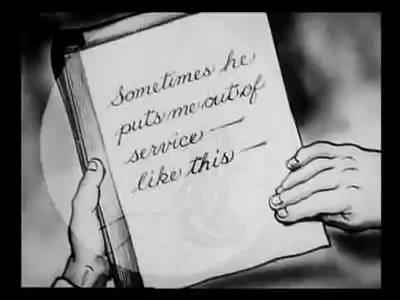 Sometimes he
puts me out of
service —
like this —